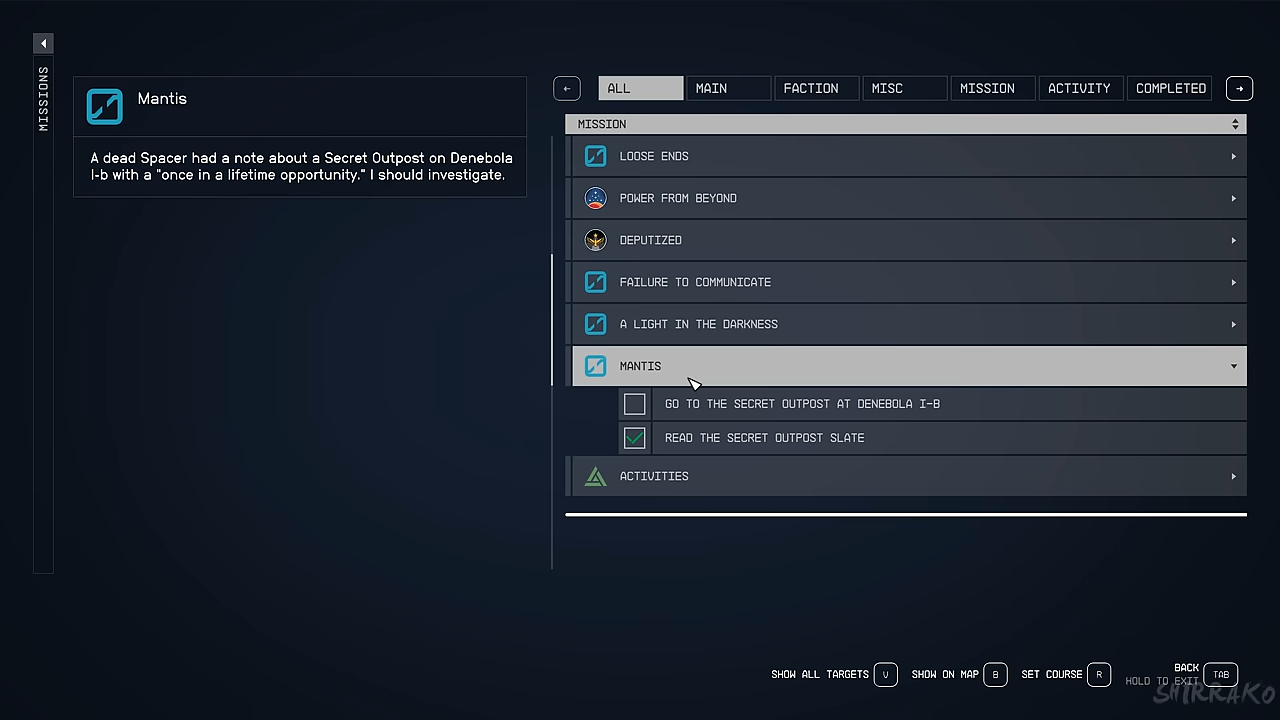 MISSIONS
Mantis
A dead Spacer had a note about a Secret Outpost on Denebola
I-b with a "once in a lifetime opportunity." I should investigate.
ALL
MAIN
FACTION
MISC
MISSION
ACTIVITY
COMPLETED
MISSION
LOOSE ENDS
POWER FROM BEYOND
DEPUTIZED
FAILURE TO COMMUNICATE
A LIGHT IN THE DARKNESS
MANTIS
GO TO THE SECRET OUTPOST AT DENEBOLA I-B
READ THE SECRET OUTPOST SLATE
ACTIVITIES
SHOW ALL TARGETS V
SHOW ON MAP B
SET COURSE R
BACK
HOLD TO EXIT
TAB
SHIRRAKO